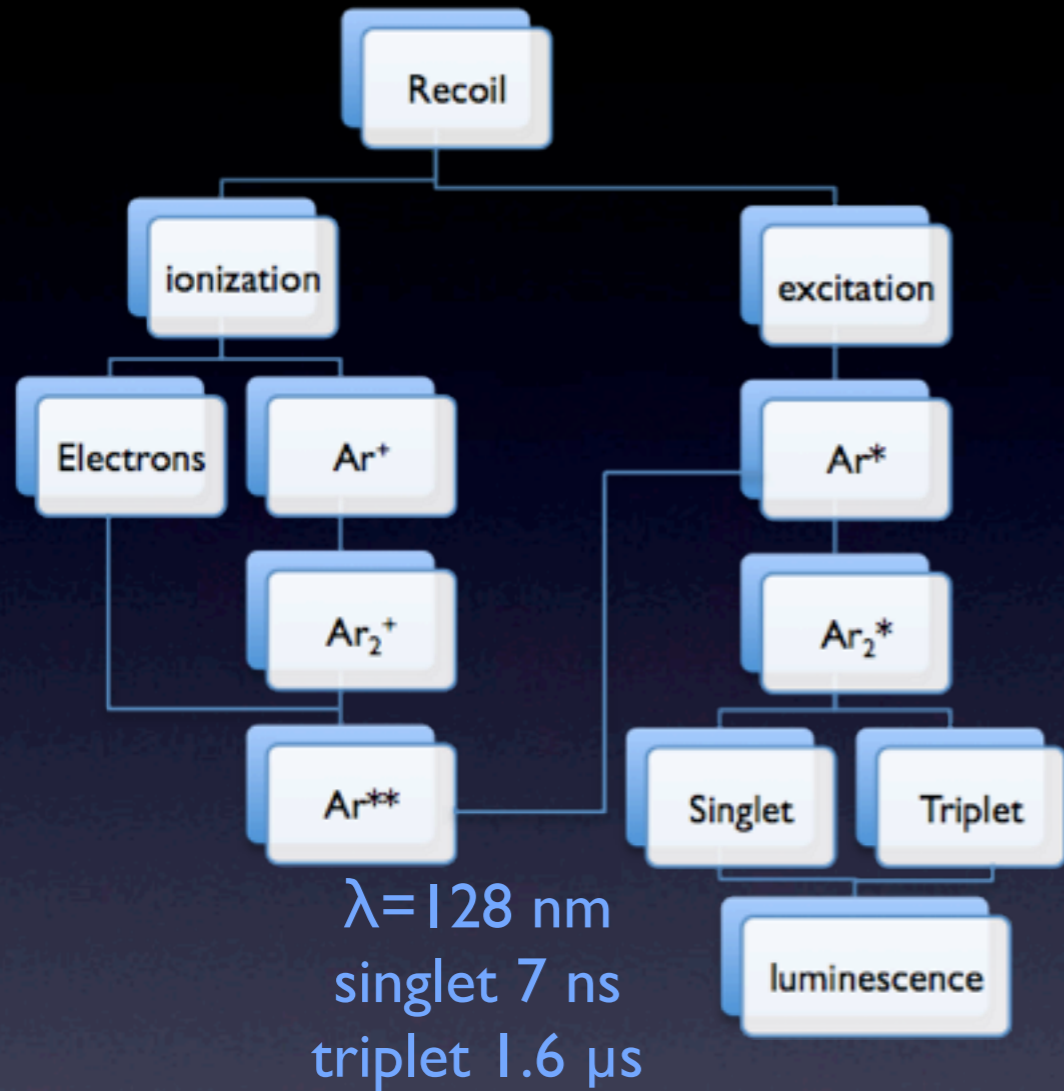 Recoil
ionization
excitation
Electrons
Ar⁺
Ar*
Ar₂⁺
Ar₂*
Ar**
Singlet
Triplet
luminescence
λ=128 nm
singlet 7 ns
triplet 1.6 µs